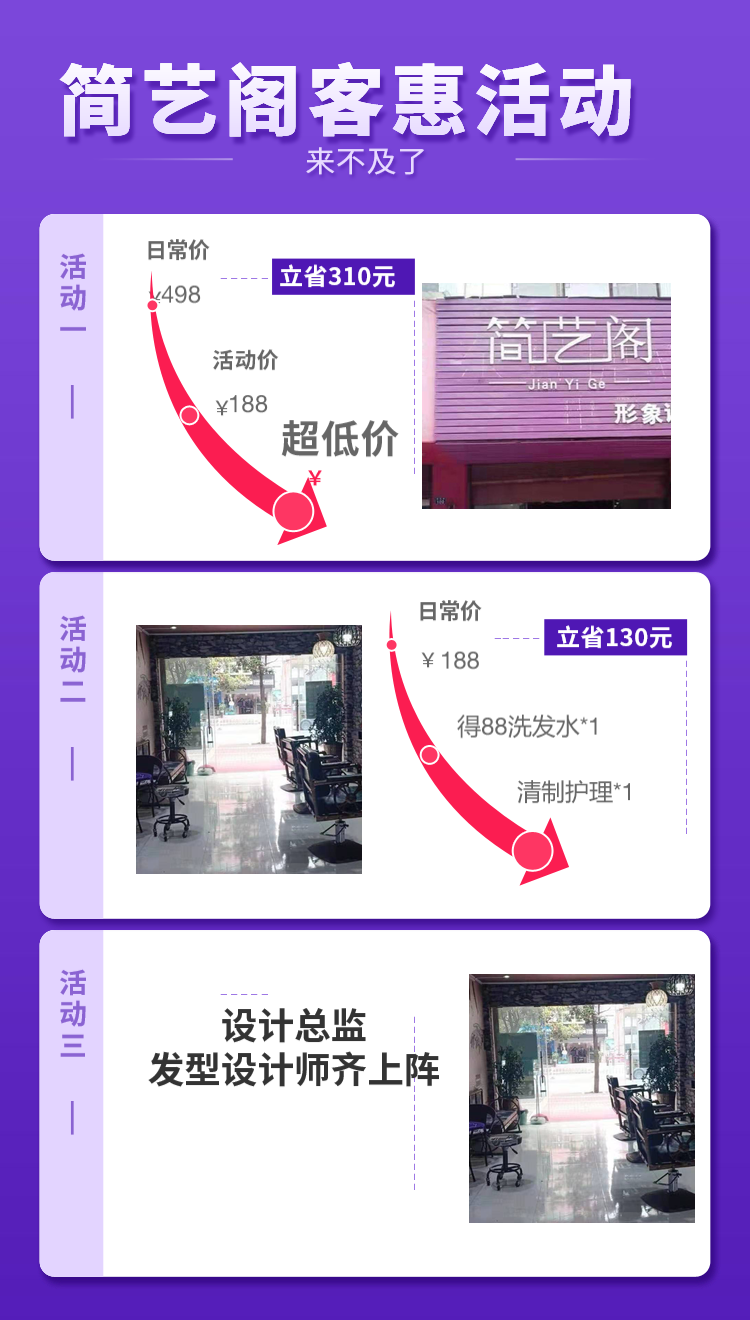 简艺阁客惠活动
来不及了
活动一
日常价
立省310元
¥498
活动价
¥188
超低价
¥
简艺阁
Jian Yi Ge
形象设
活动二
日常价
立省130元
¥ 188
得88洗发水*1
清制护理*1
活动三
设计总监
发型设计师齐上阵